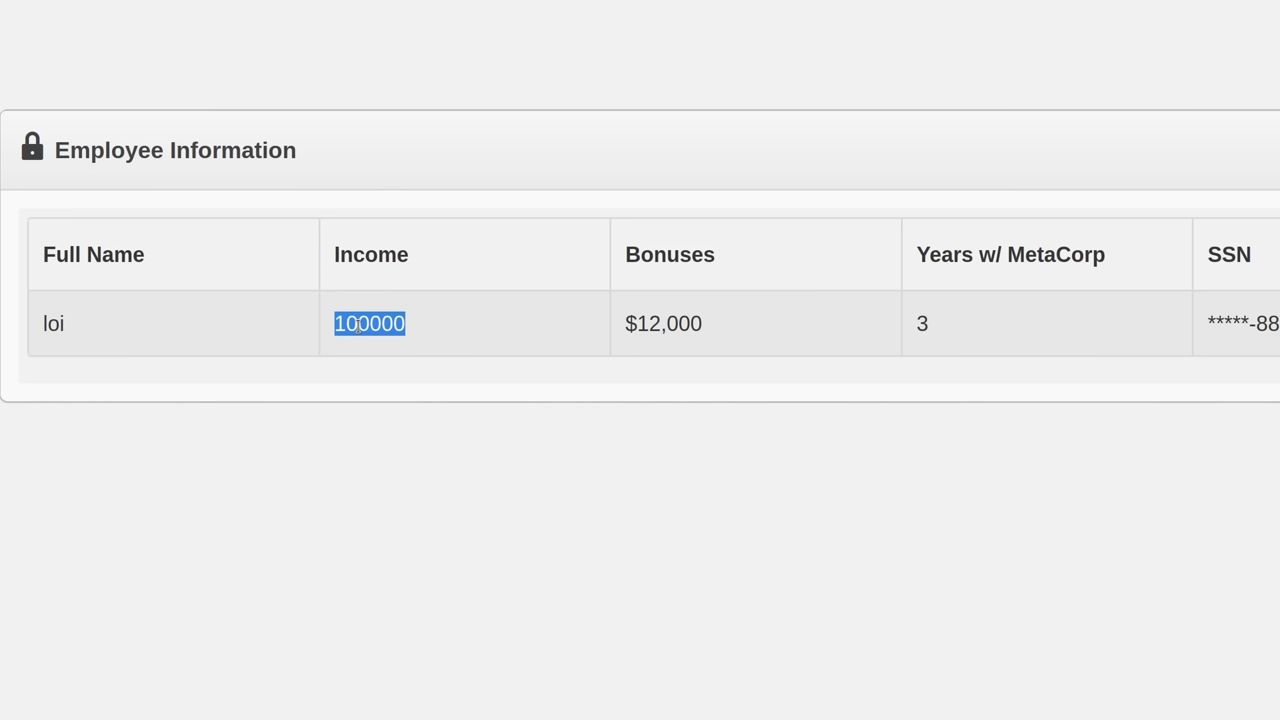 Employee Information
Full Name Income Bonuses Years w/ MetaCorp SSN
loi 100000 $12,000 3 *****-88